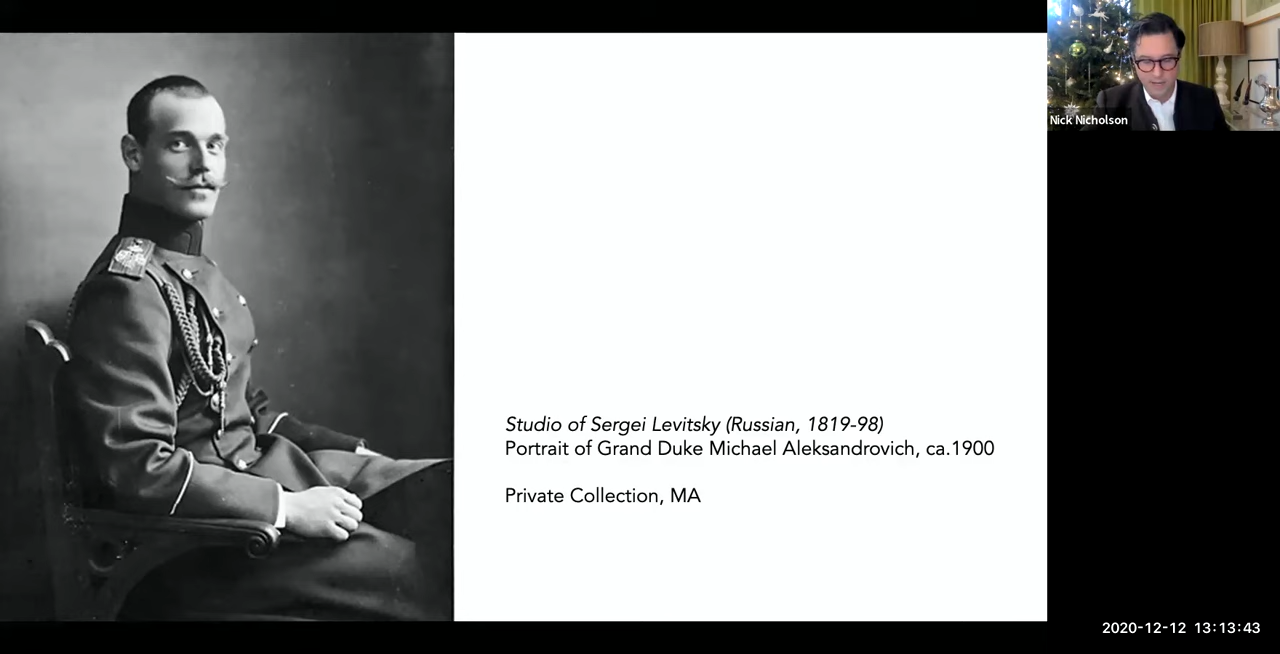 Nick Nicholson
Studio of Sergei Levitsky (Russian, 1819-98)
Portrait of Grand Duke Michael Aleksandrovich, ca.1900
Private Collection, MA
2020-12-12 13:13:43